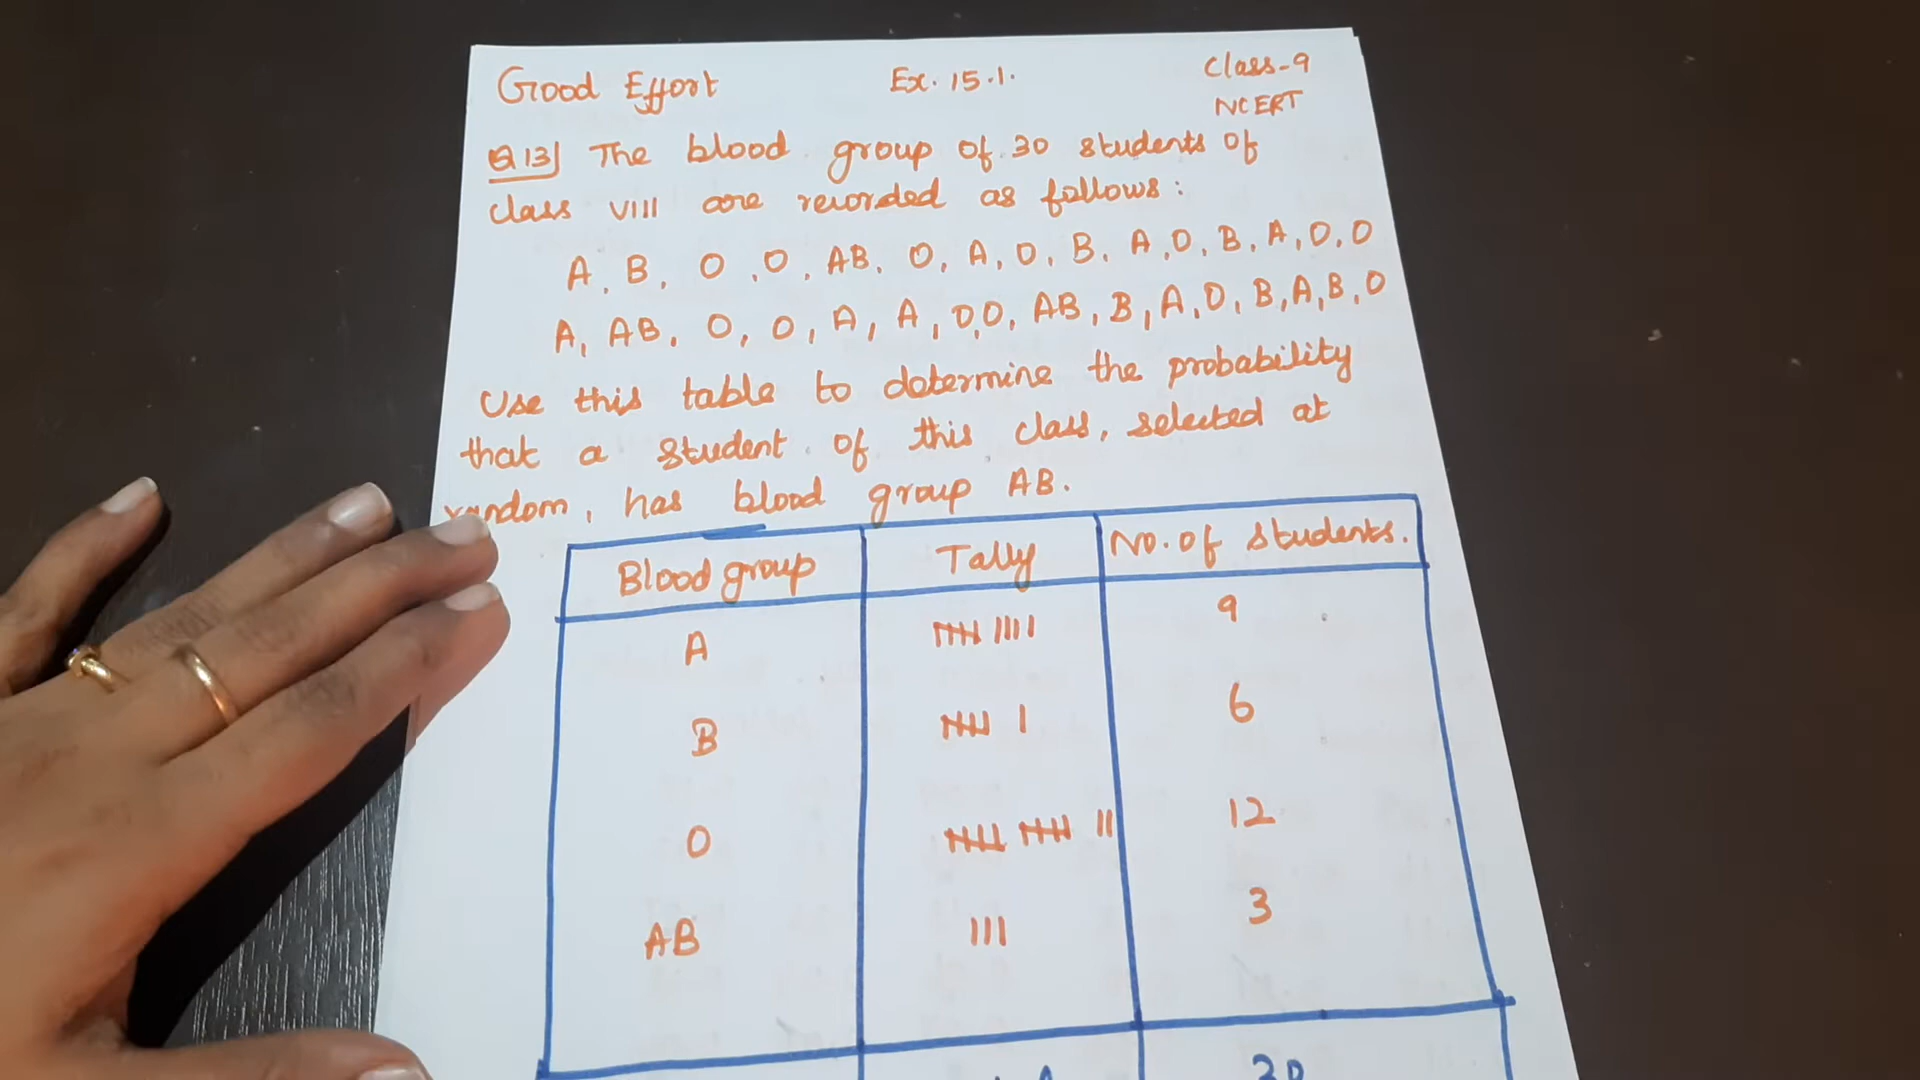 Good Effort Ex. 15.1. Class-9
NCERT
Q 13) The blood group of 30 students of
class VIII are recorded as follows:
A, B, O, O, AB, O, A, O, B, A, O, B, A, O, O
A, AB, O, O, A, A, O,O, AB, B, A, O, B, A, B, O
Use this table to determine the probability
that a student of this class, selected at
random, has blood group AB.
Blood group Tally No. of students.
A 𝍸 |||| 9
B 𝍸 | 6
O 𝍸 𝍸 || 12
AB ||| 3
30